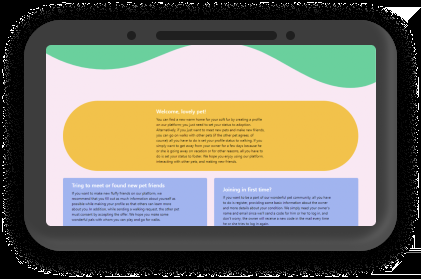 Welcome, lovely pet!
You can find a new warm home for your soft fur by creating a profile
on our platform, you just need to set your status to adoption.
Alternatively, if you just want to meet new pets and make new friends
you can go on walks with other pets (if the other pet agrees, of
course) all you have to do is set your profile status to walking. If you
simply want to get away from your owner for a few days because he
or she is going away on vacation or for other reasons, all you have to
do is set your status to foster. We hope you enjoy using our platform,
interacting with other pets, and making new friends.
Tring to meet or found new pet friends
If you want to make new fluffy friends on our platform, we
recommend that you fill out as much information about yourself as
possible while making your profile so that others can learn more
about you. In addition, when sending a walking request, the other pet
must consent by accepting the offer. We hope you make some
wonderful pets with whom you can play and go for walks.
Joining in first time?
If you want to be a part of our wonderful pet community, all you have
to do is register, providing some basic information about the owner
and more details about your condition. We simply need your owner's
name and email since we'll send a code for him or her to log in, and
don't worry, the owner will receive a new code in the mail every time
he or she tries to log in again.